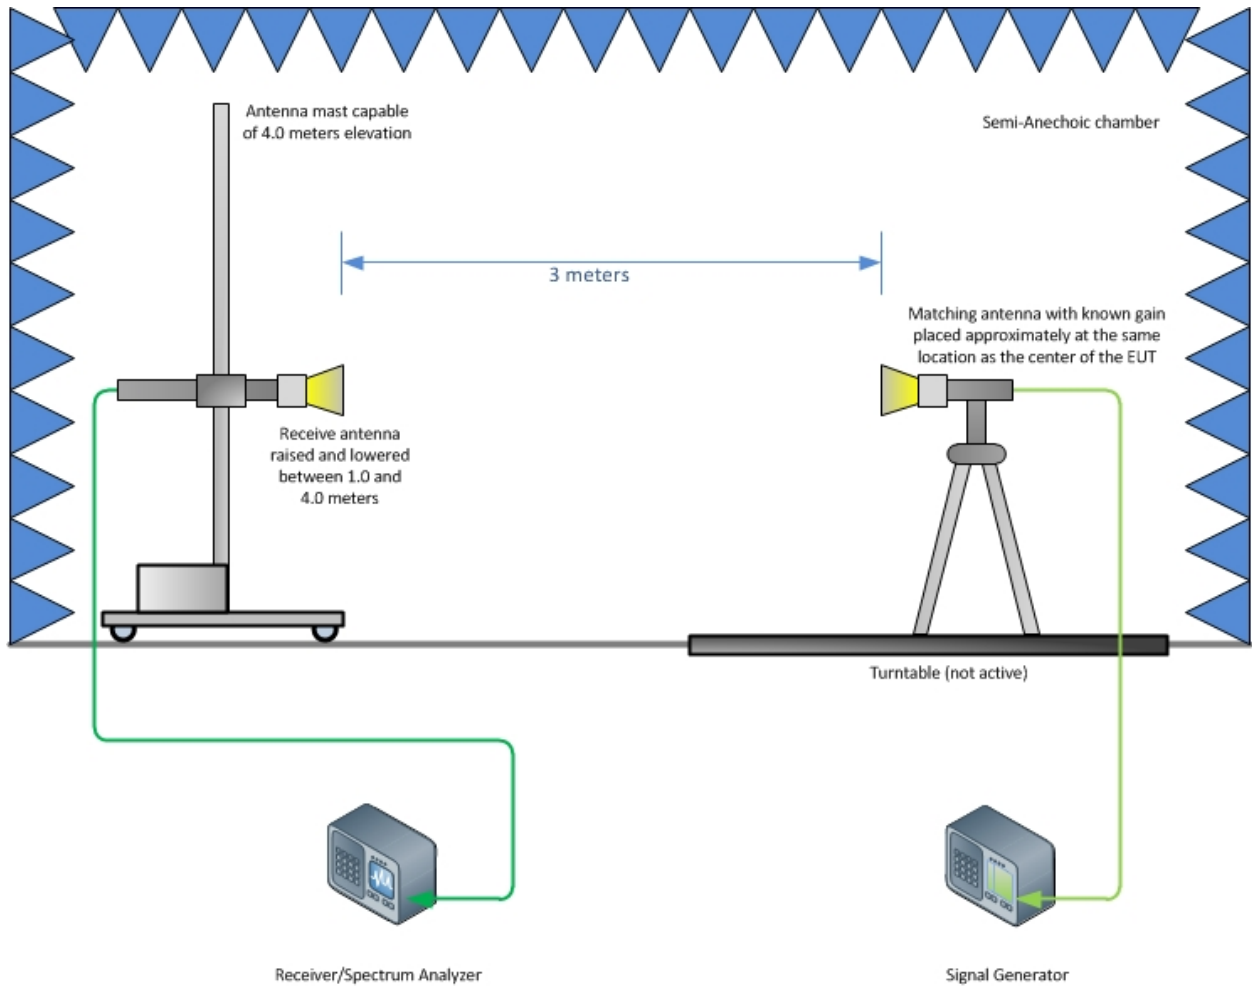 Antenna mast capable
of 4.0 meters elevation
Semi-Anechoic chamber
3 meters
Matching antenna with known gain
placed approximately at the same
location as the center of the EUT
Receive antenna
raised and lowered
between 1.0 and
4.0 meters
Turntable (not active)
Receiver/Spectrum Analyzer
Signal Generator